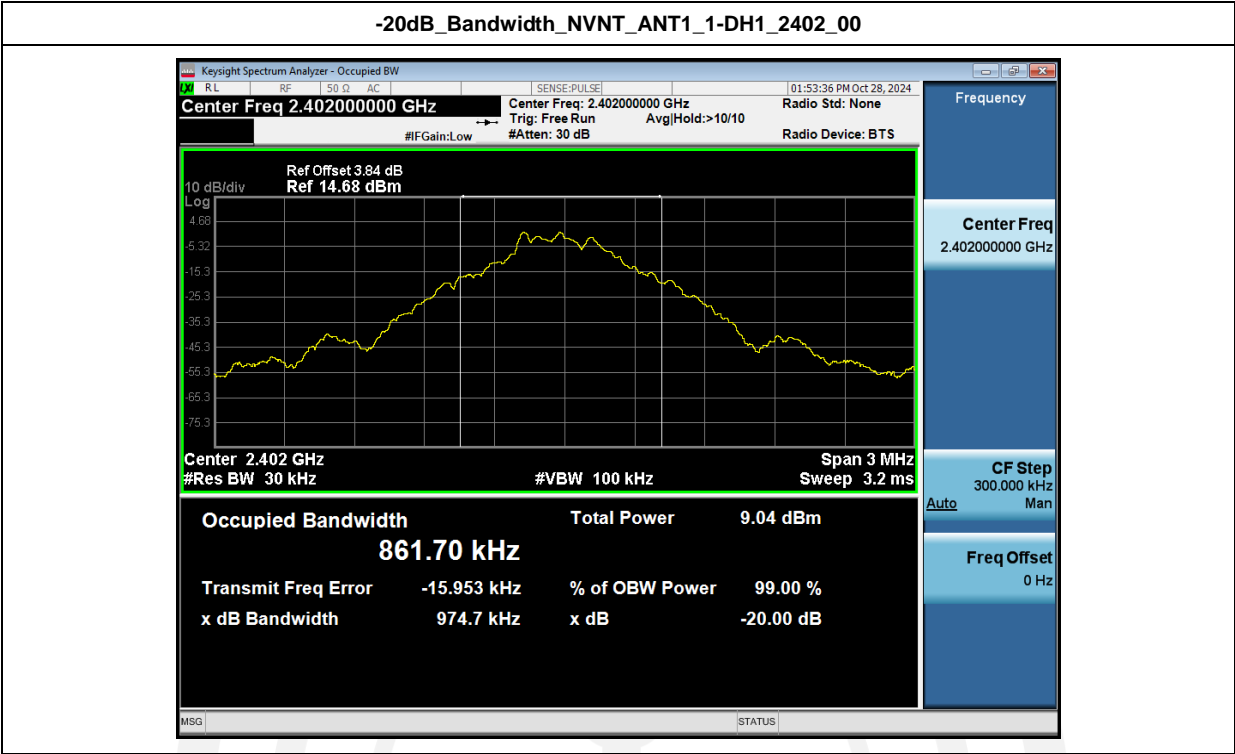 -20dB_Bandwidth_NVNT_ANT1_1-DH1_2402_00
Keysight Spectrum Analyzer - Occupied BW
LXI RL RF 50 Ω AC SENSE:PULSE 01:53:36 PM Oct 28, 2024
Center Freq 2.402000000 GHz
Center Freq: 2.402000000 GHz Radio Std: None
Trig: Free Run Avg|Hold:>10/10
#IFGain:Low #Atten: 30 dB Radio Device: BTS
Frequency
Ref Offset 3.84 dB
10 dB/div Ref 14.68 dBm
Log
4.68
-5.32
-15.3
-25.3
-35.3
-45.3
-55.3
-65.3
-75.3
Center 2.402 GHz Span 3 MHz
#Res BW 30 kHz #VBW 100 kHz Sweep 3.2 ms
Center Freq
2.402000000 GHz
CF Step
300.000 kHz
Auto Man
Freq Offset
0 Hz
Occupied Bandwidth Total Power 9.04 dBm
861.70 kHz
Transmit Freq Error -15.953 kHz % of OBW Power 99.00 %
x dB Bandwidth 974.7 kHz x dB -20.00 dB
MSG STATUS